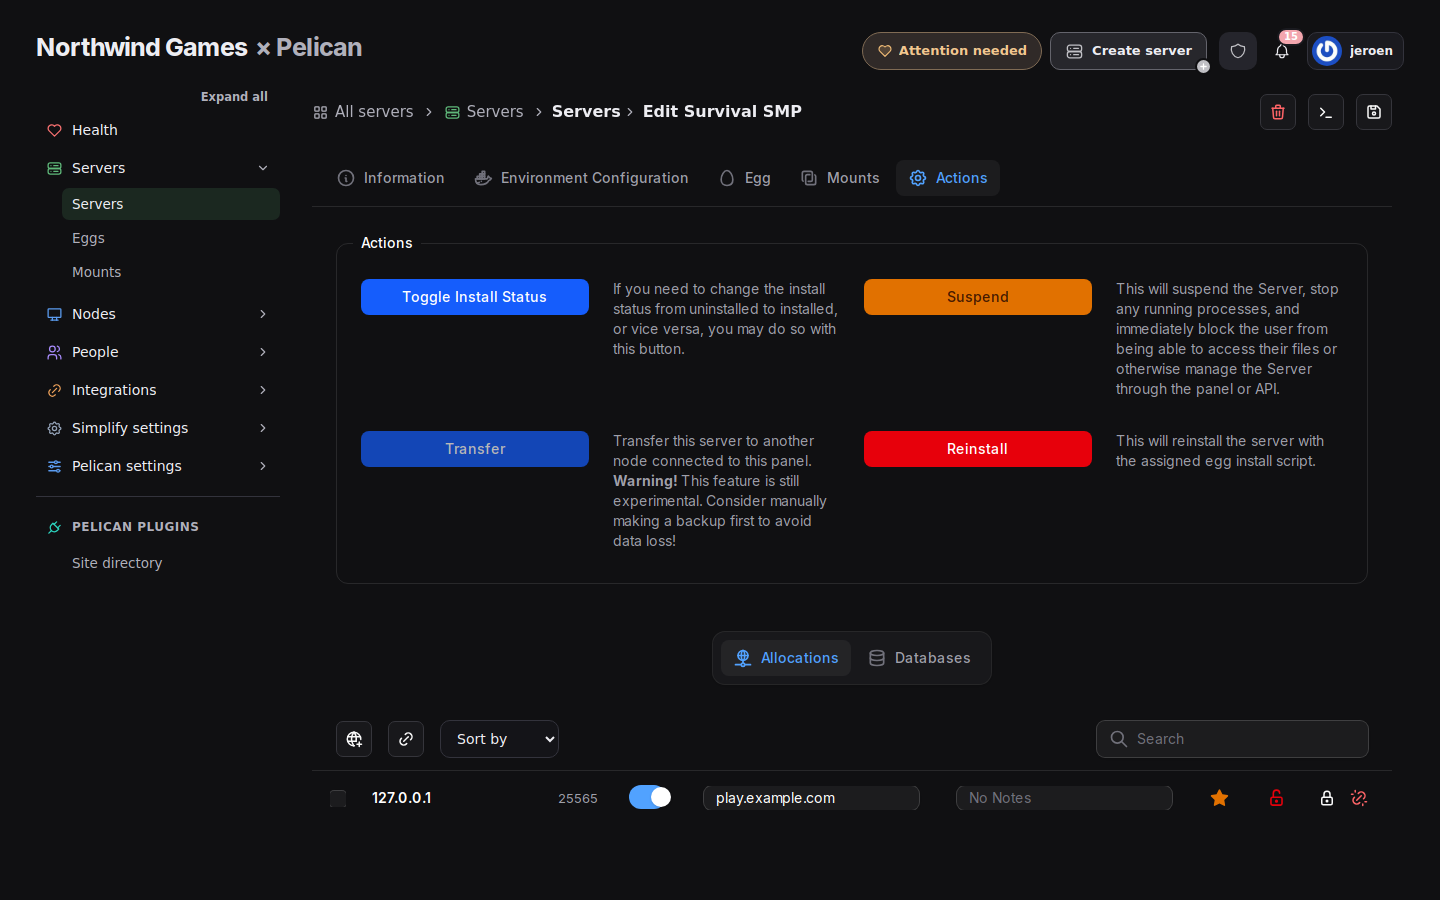 Northwind Games × Pelican
Attention needed
Create server
15
jeroen
Expand all
All servers > Servers > Servers > Edit Survival SMP
Health
Servers
Servers
Eggs
Mounts
Nodes
People
Integrations
Simplify settings
Pelican settings
PELICAN PLUGINS
Site directory
Information
Environment Configuration
Egg
Mounts
Actions
Actions
Toggle Install Status
If you need to change the install
status from uninstalled to installed,
or vice versa, you may do so with
this button.
Suspend
This will suspend the Server, stop
any running processes, and
immediately block the user from
being able to access their files or
otherwise manage the Server
through the panel or API.
Transfer
Transfer this server to another
node connected to this panel.
Warning! This feature is still
experimental. Consider manually
making a backup first to avoid
data loss!
Reinstall
This will reinstall the server with
the assigned egg install script.
Allocations
Databases
Sort by
Search
127.0.0.1
25565
play.example.com
No Notes